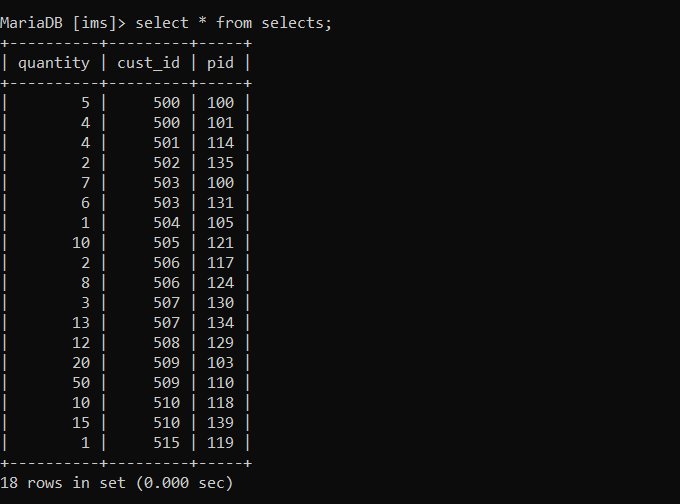 MariaDB [ims]> select * from selects;
+----------+---------+-----+
| quantity | cust_id | pid |
+----------+---------+-----+
|        5 |     500 | 100 |
|        4 |     500 | 101 |
|        4 |     501 | 114 |
|        2 |     502 | 135 |
|        7 |     503 | 100 |
|        6 |     503 | 131 |
|        1 |     504 | 105 |
|       10 |     505 | 121 |
|        2 |     506 | 117 |
|        8 |     506 | 124 |
|        3 |     507 | 130 |
|       13 |     507 | 134 |
|       12 |     508 | 129 |
|       20 |     509 | 103 |
|       50 |     509 | 110 |
|       10 |     510 | 118 |
|       15 |     510 | 139 |
|        1 |     515 | 119 |
+----------+---------+-----+
18 rows in set (0.000 sec)